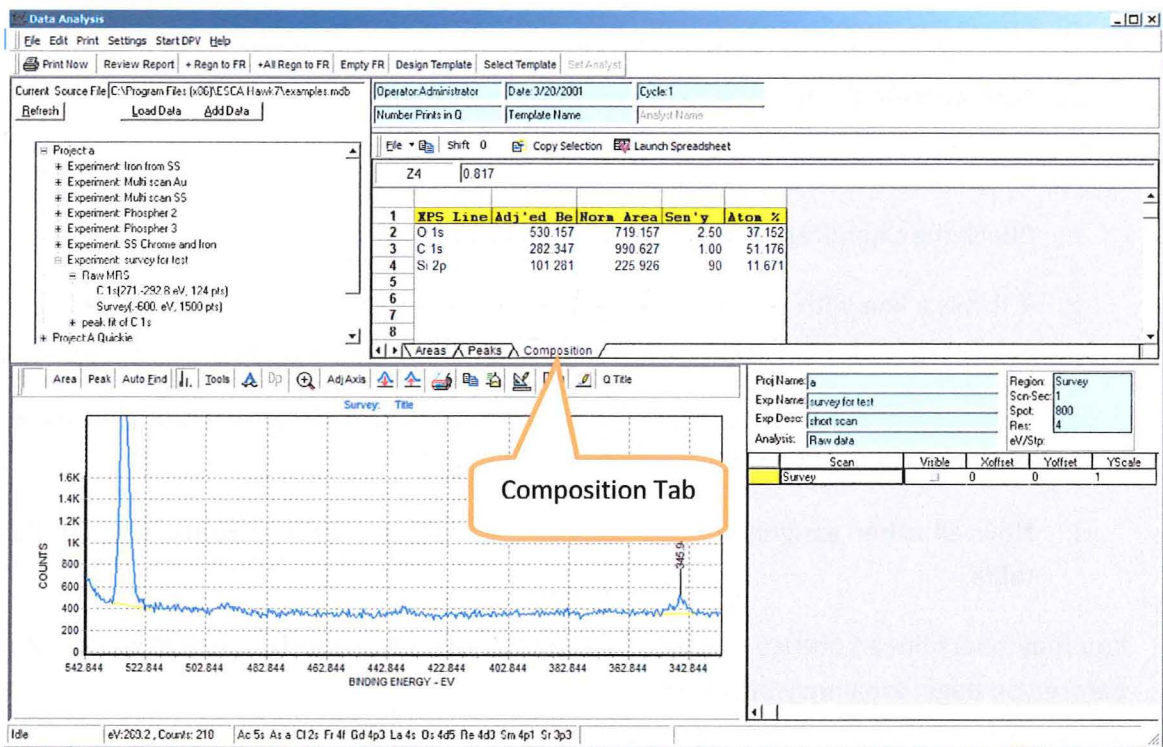 Data Analysis
File Edit Print Settings Start DPV Help
Print Now Review Report + Regn to FR +All Regn to FR Empty FR Design Template Select Template Set Analyst
Current Source File C:\Program Files (x86)\ESCA Hawk7\examples.mdb
Refresh Load Data Add Data
Project a
Experiment: Iron from SS
Experiment: Multi scan Au
Experiment: Multi scan SS
Experiment: Phospher 2
Experiment: Phospher 3
Experiment: SS Chrome and Iron
Experiment: survey for test
Raw MRS
C 1s(271.-292.8 eV, 124 pts)
Survey(.-600. eV, 1500 pts)
peak fit of C 1s
Project:A Quickie
Operator:Administrator Date:3/20/2001 Cycle:1
Number Prints in Q Template Name Analyst Name
File Shift 0 Copy Selection Launch Spreadsheet
Z4 0.817
1 XPS Line Adj'ed Be Norm Area Sen'y Atom %
2 O 1s 530.157 719.157 2.50 37.152
3 C 1s 282.347 990.627 1.00 51.176
4 Si 2p 101 281 225 926 90 11 671
5
6
7
8
Areas Peaks Composition
Area Peak Auto Find Tools Dp Adj Axis Q Title
Survey: Title
COUNTS
1.6K
1.4K
1.2K
1K
800
600
400
200
0
542.844 522.844 502.844 482.844 462.844 442.844 422.844 402.844 382.844 362.844 342.844
BINDING ENERGY - EV
345.9
Composition Tab
Proj Name: a
Exp Name: survey for test
Exp Desc: short scan
Analysis: Raw data
Region: Survey
Scn-Sec: 1
Spot: 800
Res: 4
eV/Stp:
Scan Visible Xoffset Yoffset YScale
Survey 0 0 1
Idle eV:269.2, Counts: 210 Ac 5s As a Cl 2s Fr 4f Gd 4p3 La 4s Os 4d5 Re 4d3 Sm 4p1 Sr 3p3